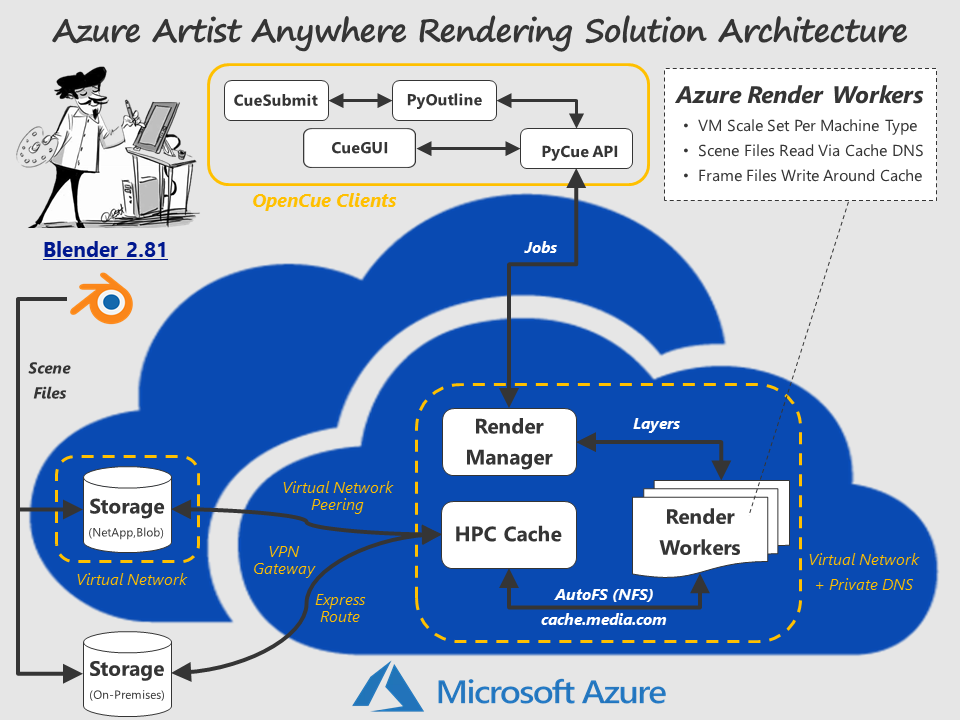 Azure Artist Anywhere Rendering Solution Architecture
CueSubmit
PyOutline
CueGUI
PyCue API
OpenCue Clients
Azure Render Workers
• VM Scale Set Per Machine Type
• Scene Files Read Via Cache DNS
• Frame Files Write Around Cache
Blender 2.81
Jobs
Scene
Files
Render
Manager
Layers
Storage
(NetApp,Blob)
Virtual Network
Virtual Network
Peering
HPC Cache
Render
Workers
VPN
Gateway
Express
Route
AutoFS (NFS)
cache.media.com
Virtual Network
+ Private DNS
Storage
(On-Premises)
Microsoft Azure